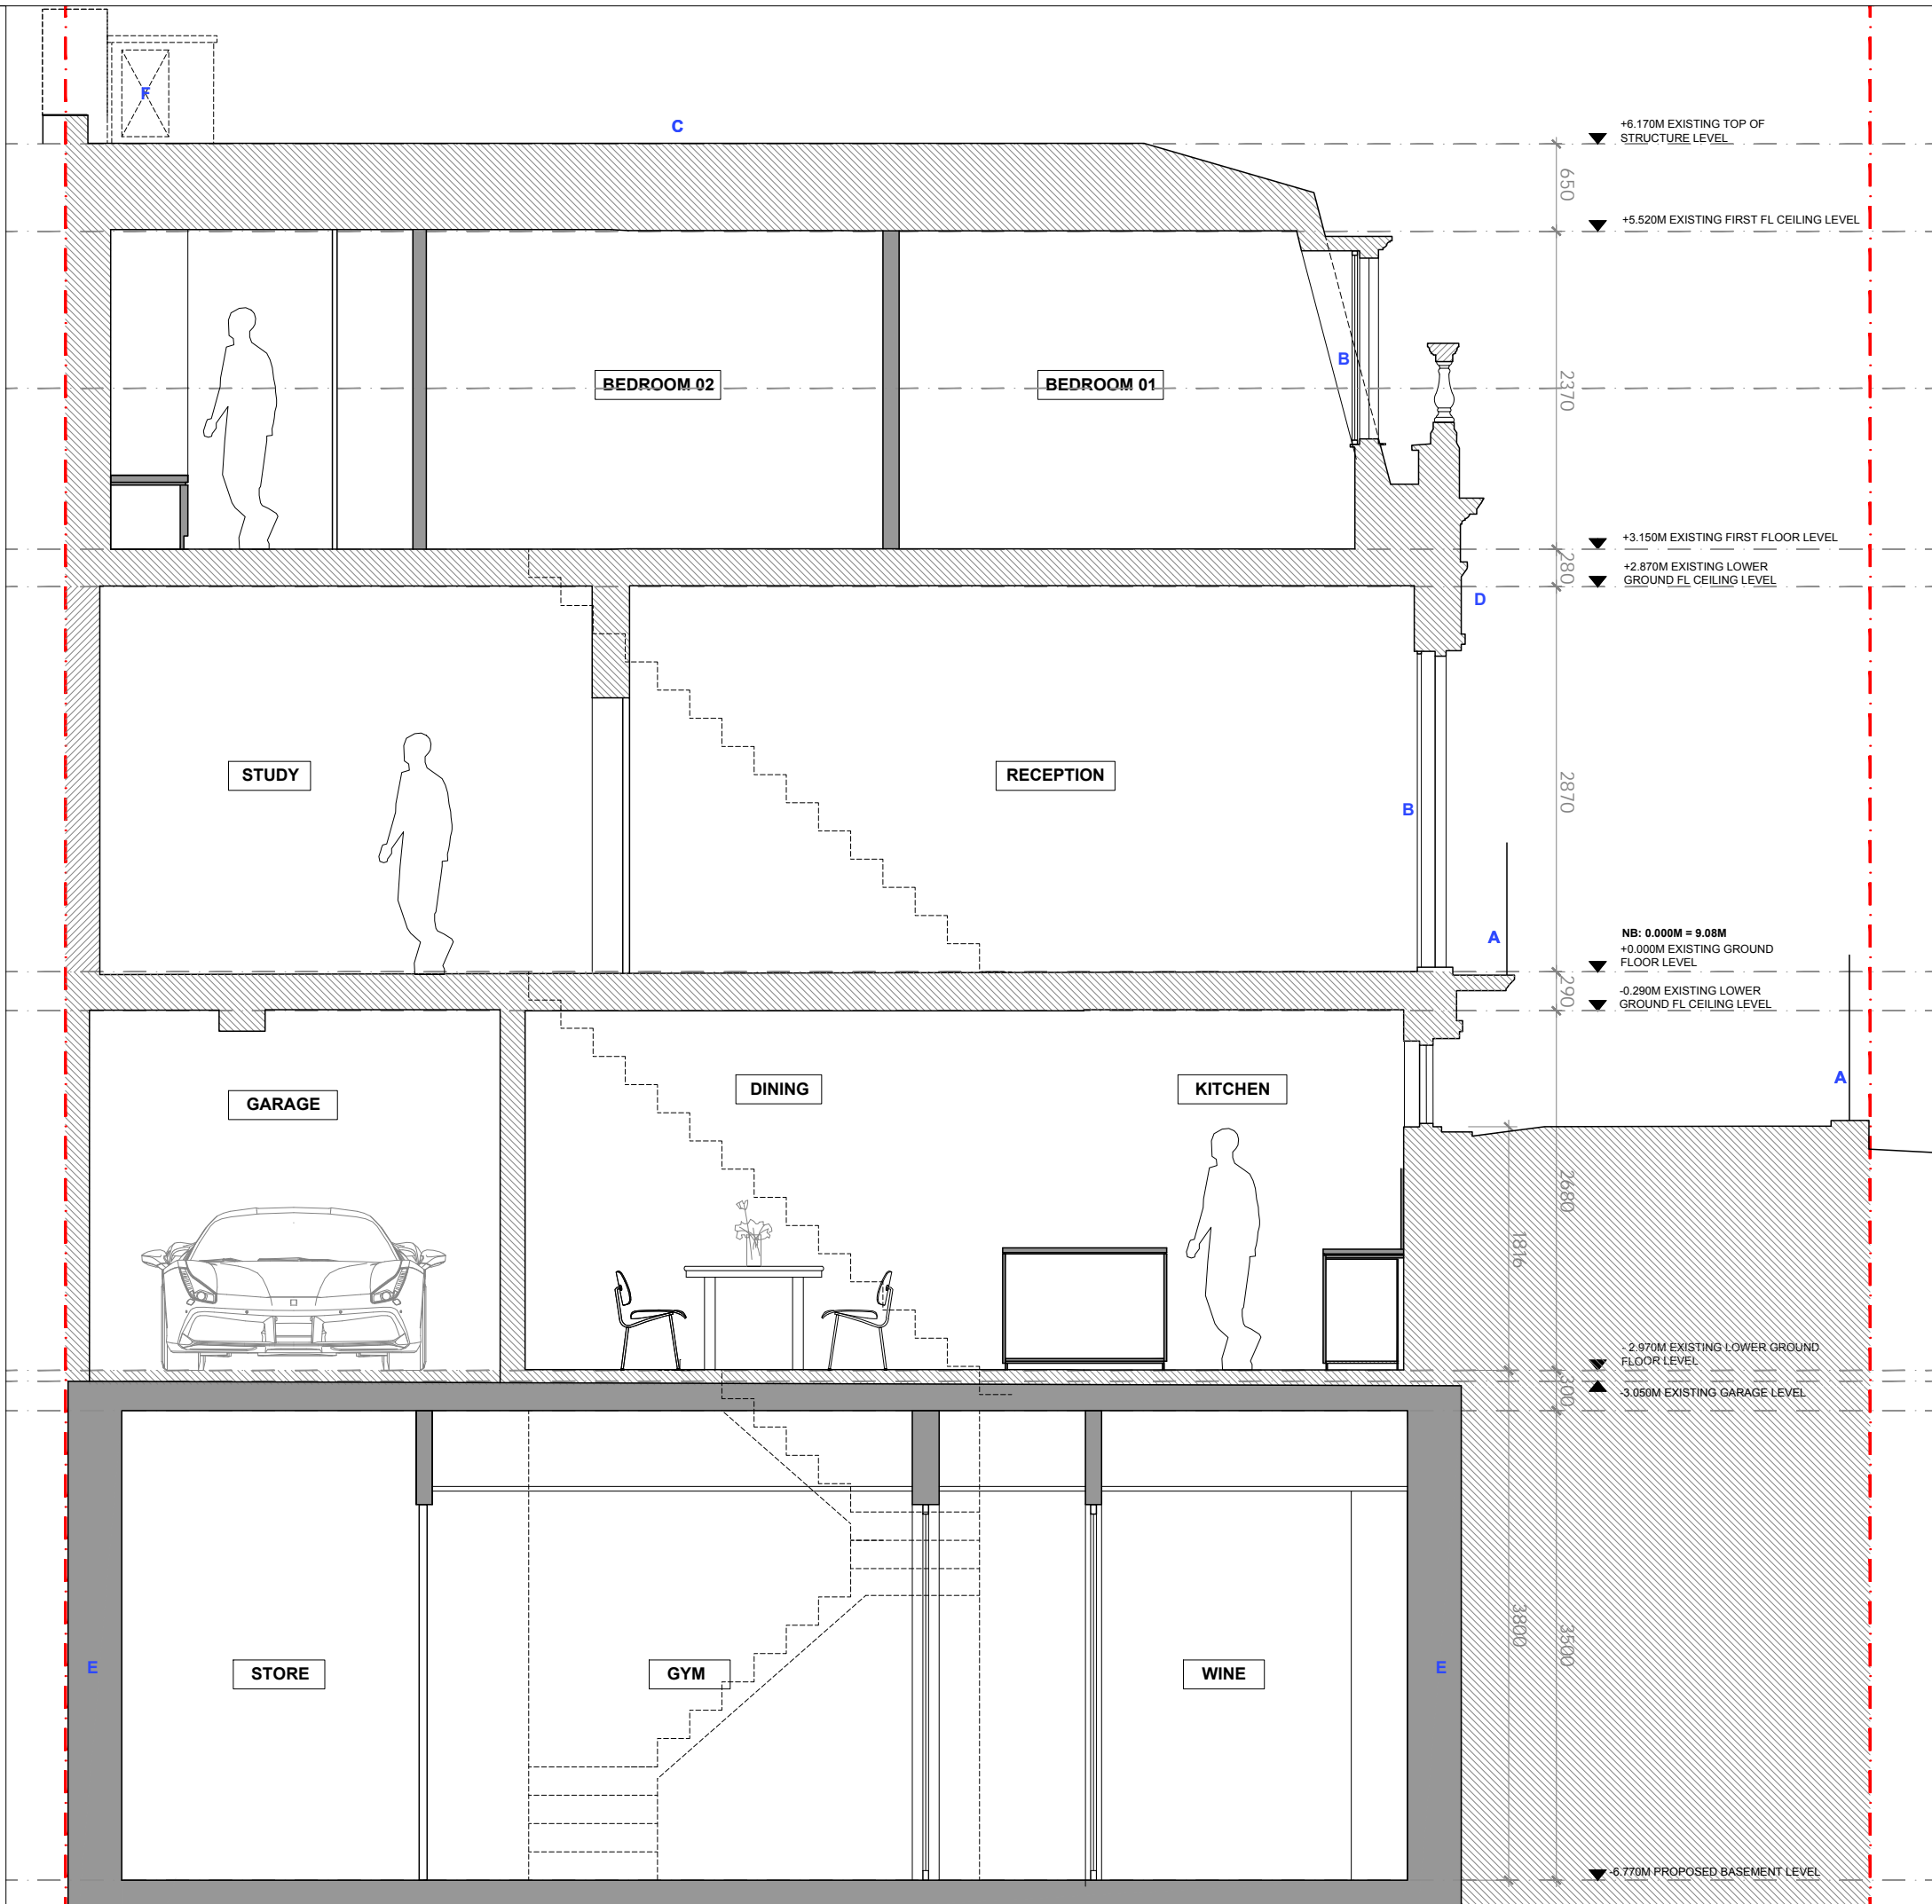 F
C
+6.170M EXISTING TOP OF
STRUCTURE LEVEL
650
+5.520M EXISTING FIRST FL CEILING LEVEL
B
BEDROOM 02
BEDROOM 01
2370
+3.150M EXISTING FIRST FLOOR LEVEL
280
+2.870M EXISTING LOWER
GROUND FL CEILING LEVEL
D
STUDY
RECEPTION
2870
B
A
NB: 0.000M = 9.08M
+0.000M EXISTING GROUND
FLOOR LEVEL
290
-0.290M EXISTING LOWER
GROUND FL CEILING LEVEL
A
GARAGE
DINING
KITCHEN
2680
1816
- 2.970M EXISTING LOWER GROUND
FLOOR LEVEL
300
-3.050M EXISTING GARAGE LEVEL
3800
3500
E
STORE
GYM
WINE
E
-6.770M PROPOSED BASEMENT LEVEL